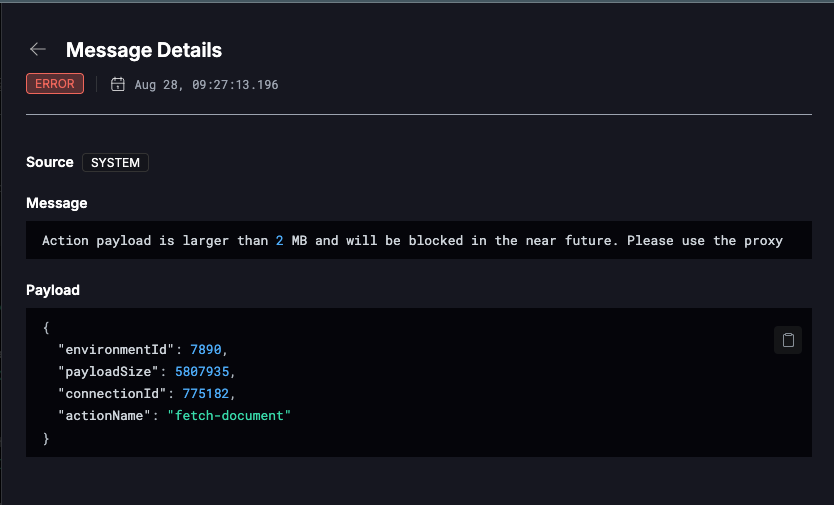 Message Details
ERROR
Aug 28, 09:27:13.196
Source SYSTEM
Message
Action payload is larger than 2 MB and will be blocked in the near future. Please use the proxy
Payload
{
"environmentId": 7890,
"payloadSize": 5807935,
"connectionId": 775182,
"actionName": "fetch-document"
}